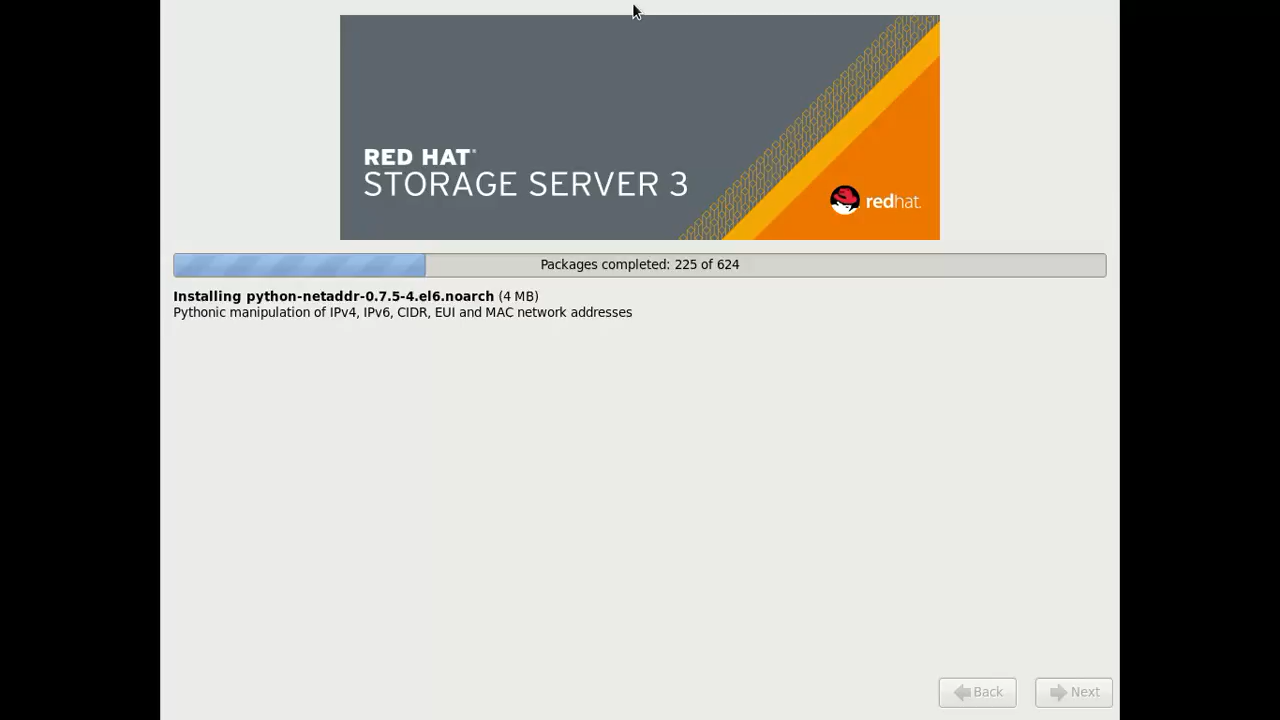 RED HAT®
STORAGE SERVER 3
redhat.
Packages completed: 225 of 624
Installing python-netaddr-0.7.5-4.el6.noarch (4 MB)
Pythonic manipulation of IPv4, IPv6, CIDR, EUI and MAC network addresses
Back
Next